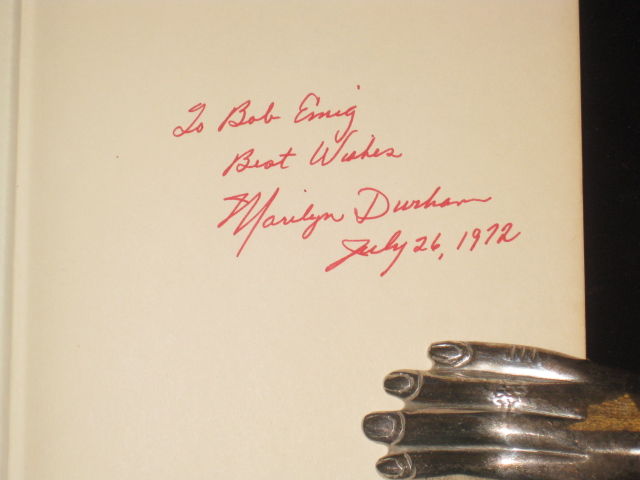 To Bob Emig
Best Wishes
Marilyn Durham
July 26, 1972